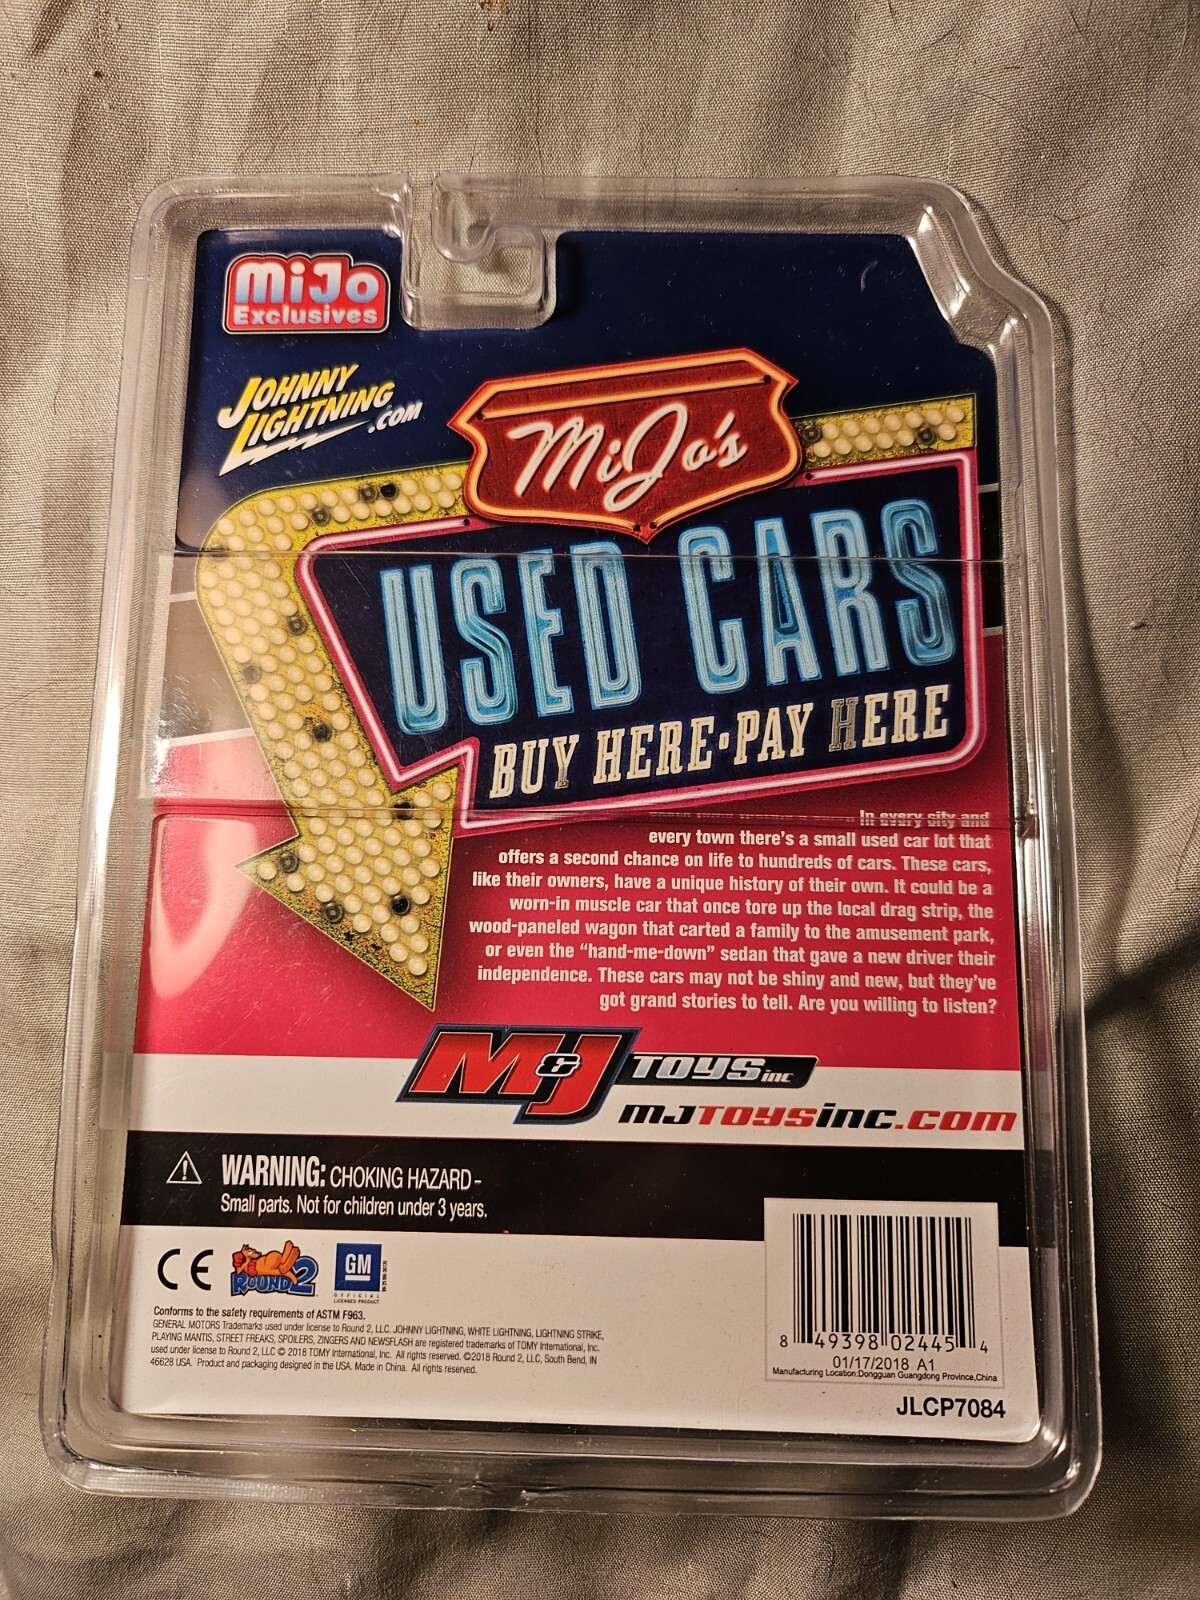 MiJo
Exclusives
JOHNNY
LIGHTNING
.COM
MiJo's
USED CARS
BUY HERE•PAY HERE
In every city and
every town there's a small used car lot that
offers a second chance on life to hundreds of cars. These cars,
like their owners, have a unique history of their own. It could be a
worn-in muscle car that once tore up the local drag strip, the
wood-paneled wagon that carted a family to the amusement park,
or even the "hand-me-down" sedan that gave a new driver their
independence. These cars may not be shiny and new, but they've
got grand stories to tell. Are you willing to listen?
M&J TOYS inc
MJTOYSinc.com
WARNING: CHOKING HAZARD -
Small parts. Not for children under 3 years.
CE ROUND 2 GM
OFFICIAL
LICENSED PRODUCT
Conforms to the safety requirements of ASTM F963.
GENERAL MOTORS Trademarks used under license to Round 2, LLC. JOHNNY LIGHTNING, WHITE LIGHTNING, LIGHTNING STRIKE,
PLAYING MANTIS, STREET FREAKS, SPOILERS, ZINGERS AND NEWSFLASH are registered trademarks of TOMY International, Inc.
used under license to Round 2, LLC © 2018 TOMY International, Inc. All rights reserved. ©2018 Round 2, LLC, South Bend, IN
46628 USA. Product and packaging designed in the USA. Made in China. All rights reserved.
8 49398 02445 4
01/17/2018 A1
Manufacturing Location:Dongguan Guangdong Province,China
JLCP7084